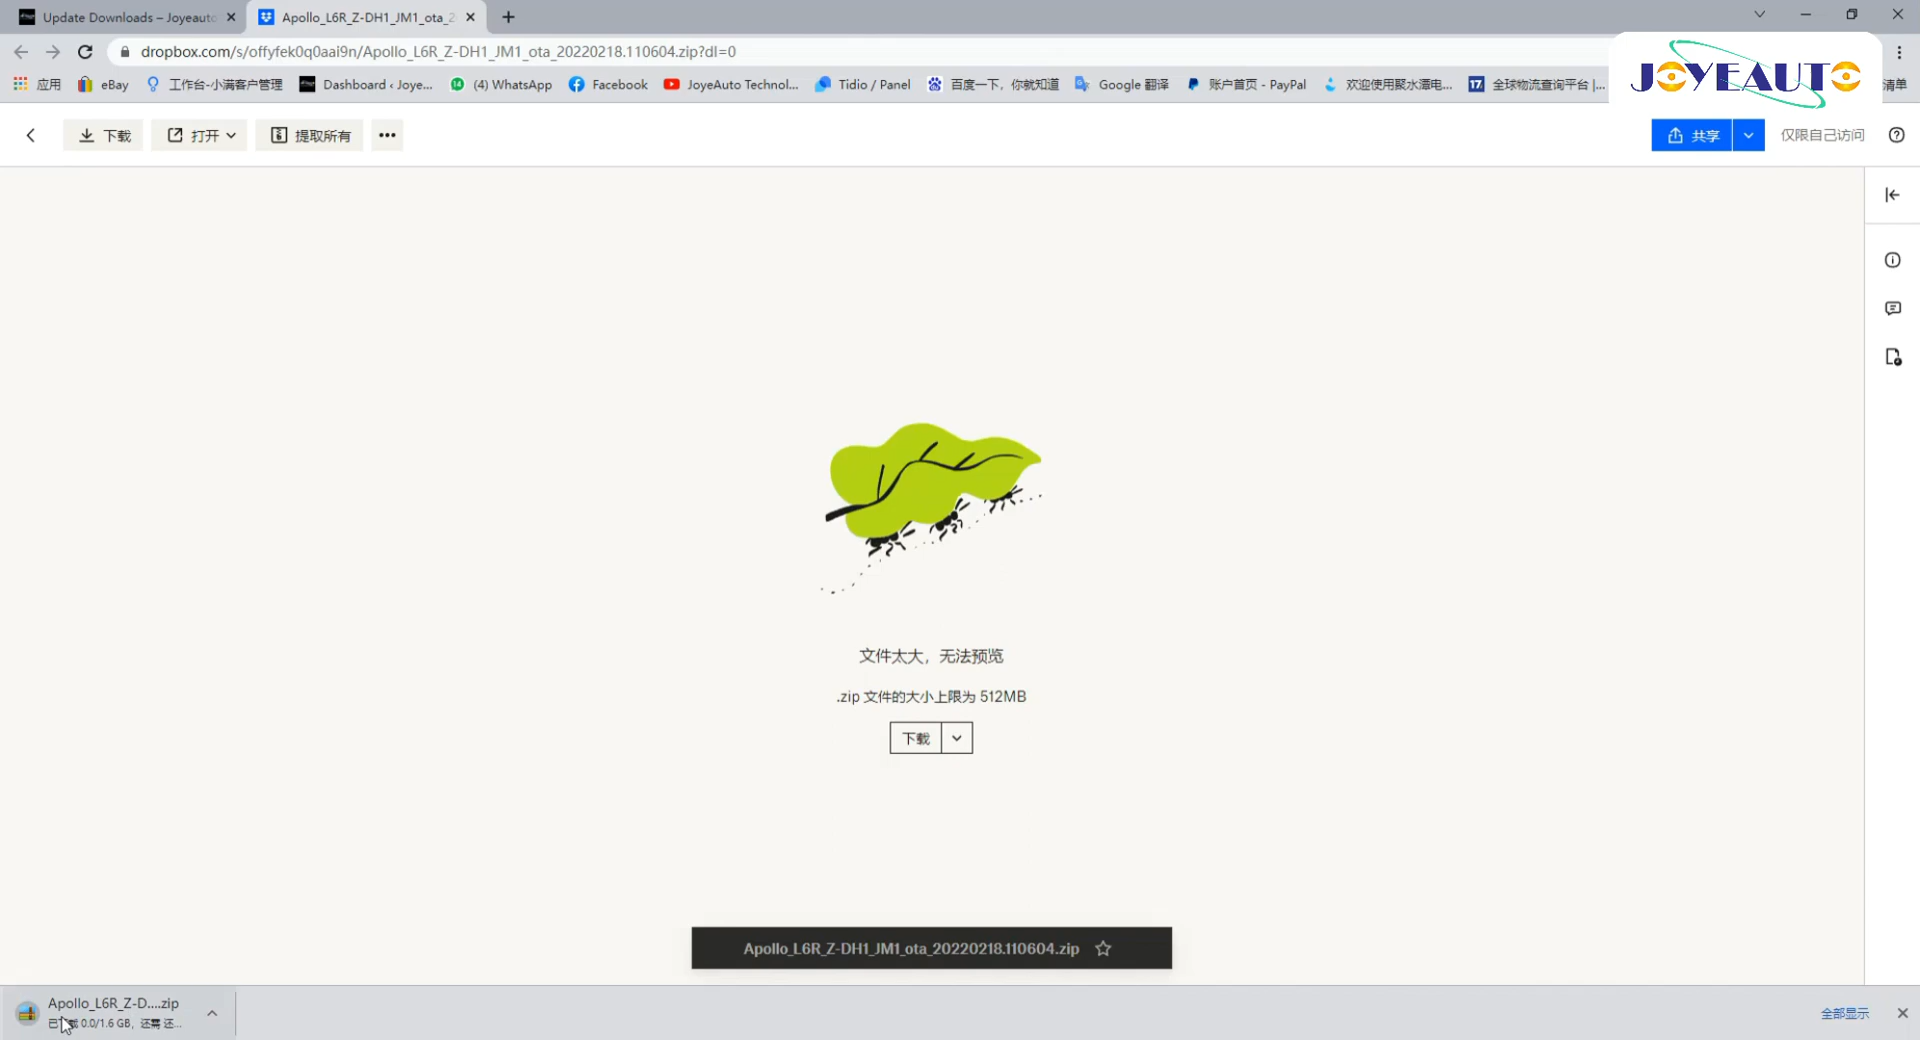 Update Downloads – Joyeauto
Apollo_L6R_Z-DH1_JM1_ota_2
dropbox.com/s/offyfek0q0aai9n/Apollo_L6R_Z-DH1_JM1_ota_20220218.110604.zip?dl=0
JOYEAUTO
应用
eBay
工作台-小满客户管理
Dashboard ‹ Joye...
(4) WhatsApp
Facebook
JoyeAuto Technol...
Tidio / Panel
百度一下，你就知道
Google 翻译
账户首页 - PayPal
欢迎使用聚水潭电...
17
全球物流查询平台 |...
清单
下载
打开
提取所有
共享
仅限自己访问
文件太大，无法预览
.zip 文件的大小上限为 512MB
下载
Apollo_L6R_Z-DH1_JM1_ota_20220218.110604.zip
Apollo_L6R_Z-D....zip
0.0/1.6 GB，还需 还...
全部显示